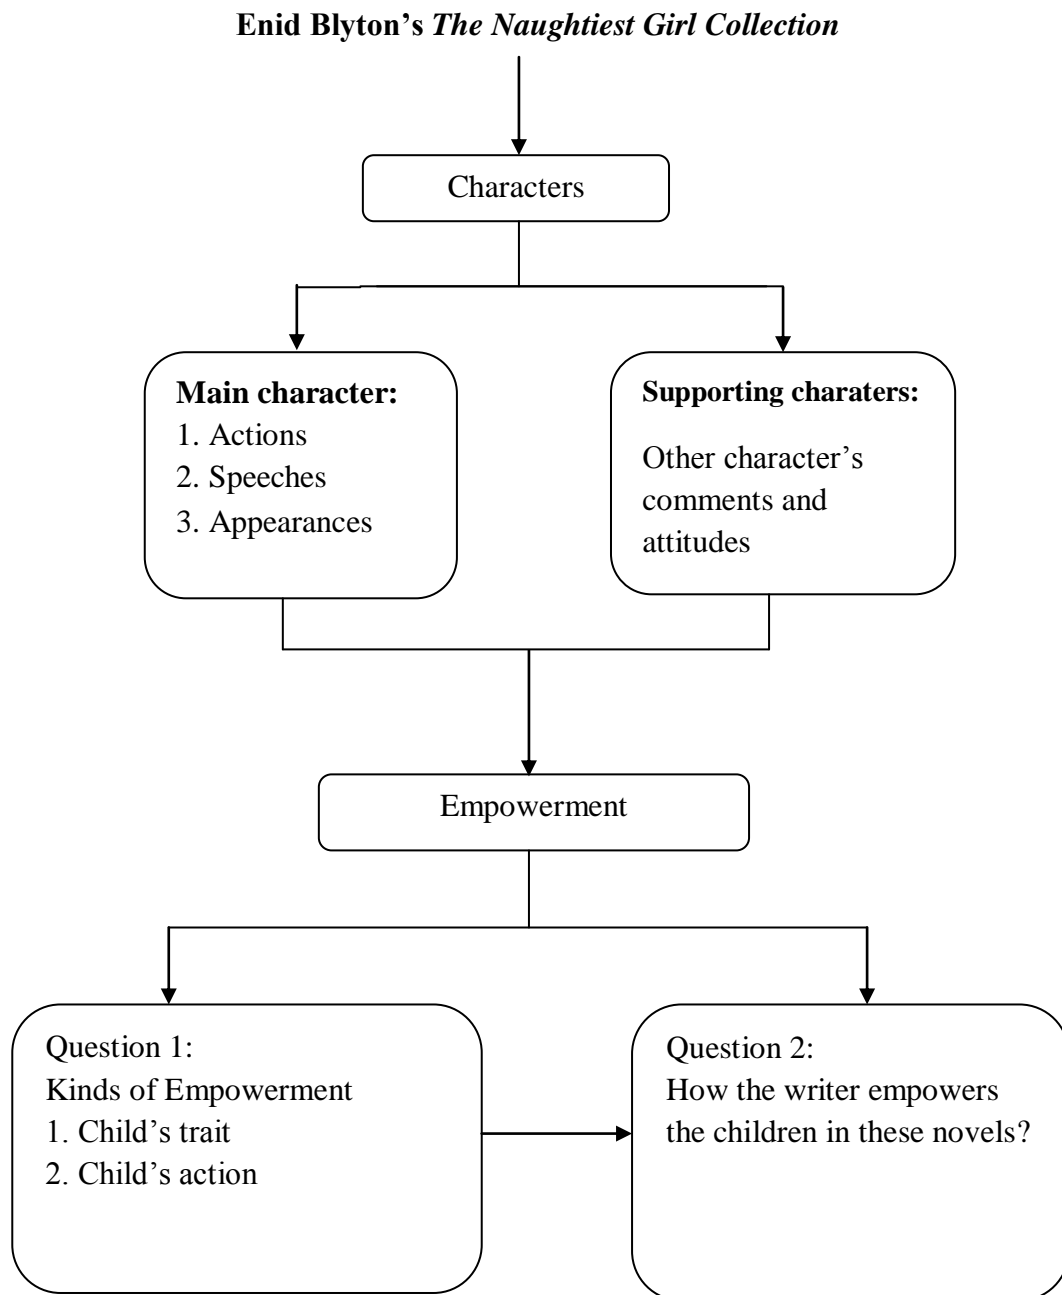 Enid Blyton’s The Naughtiest Girl Collection
Characters
Main character:
1. Actions
2. Speeches
3. Appearances
Supporting charaters:
Other character’s
comments and
attitudes
Empowerment
Question 1:
Kinds of Empowerment
1. Child’s trait
2. Child’s action
Question 2:
How the writer empowers
the children in these novels?